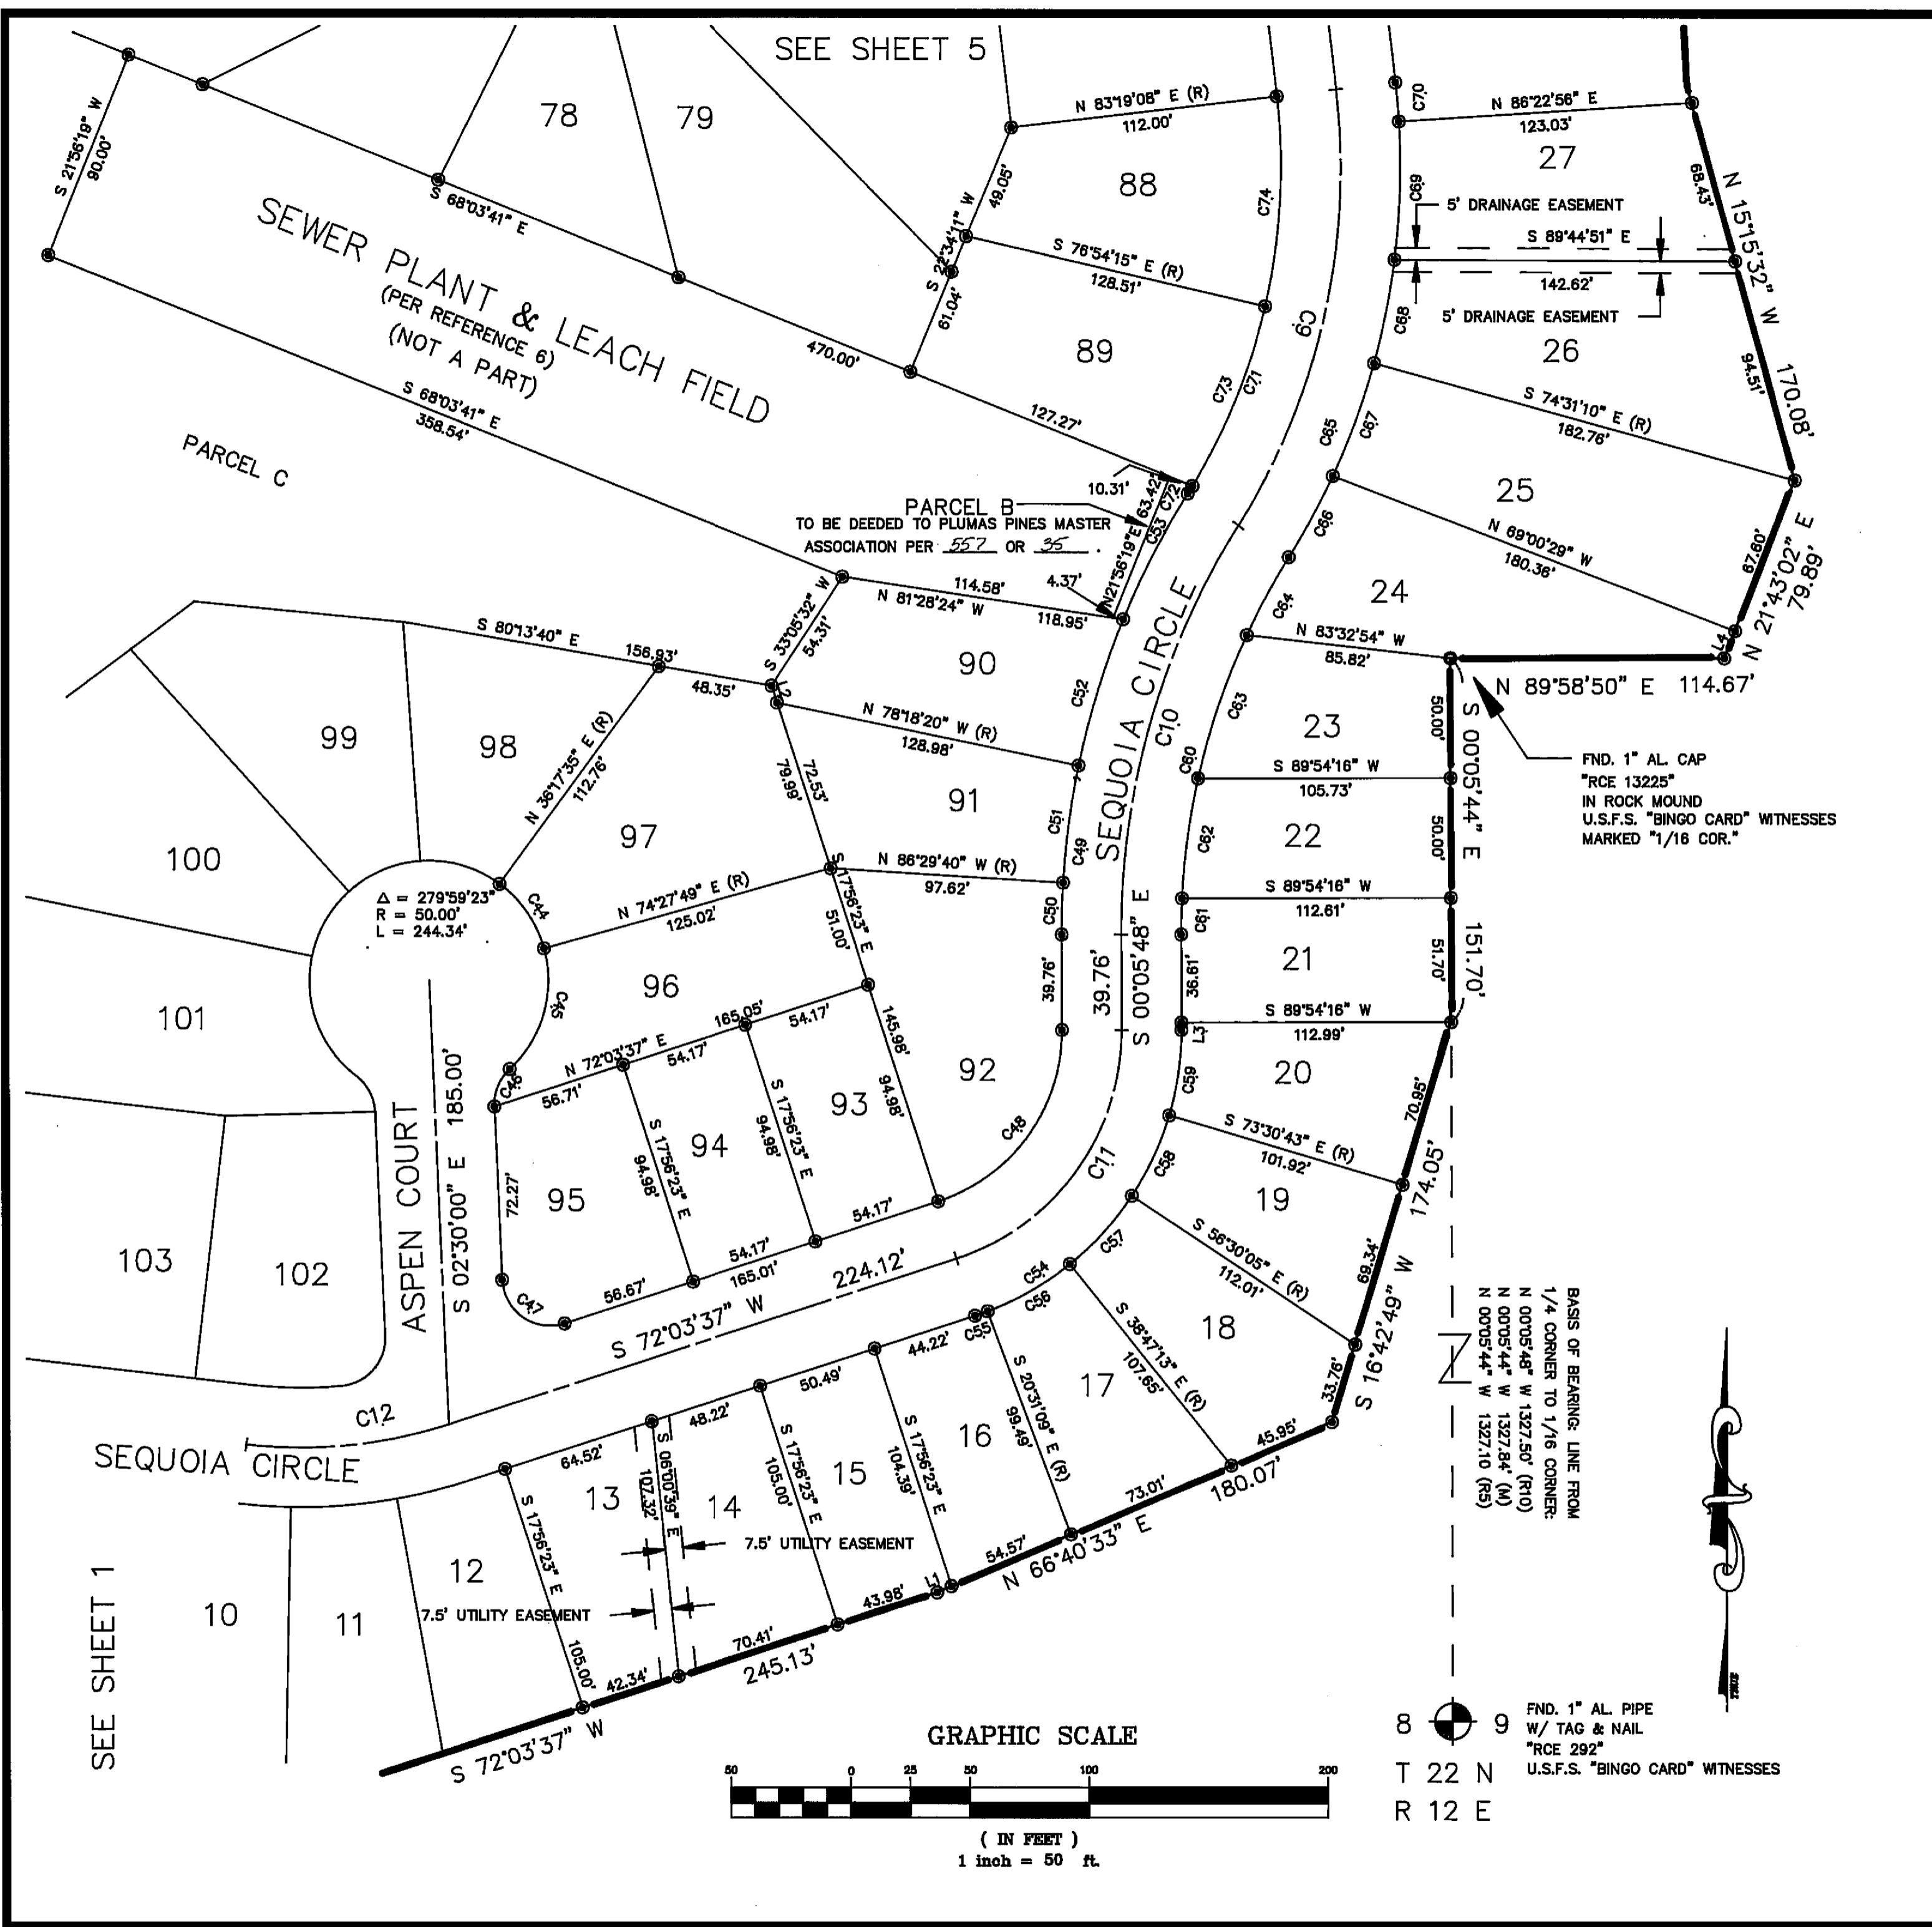 SEE SHEET 5
S 21°56'19" W
90.00'
78
79
N 83°19'08" E (R)
112.00'
C70
N 86°22'56" E
123.03'
27
88
49.05'
S 22°34'11" W
61.04'
C74
C69
68.43'
N 15°15'32" W
170.08'
5' DRAINAGE EASEMENT
S 89°44'51" E
142.62'
5' DRAINAGE EASEMENT
S 68°03'41" E
SEWER PLANT & LEACH FIELD
(PER REFERENCE 6)
(NOT A PART)
S 76°54'15" E (R)
128.51'
C9
C68
26
94.51'
89
470.00'
S 68°03'41" E
358.54'
PARCEL C
127.27'
C73
C71
C65
C67
S 74°31'10" E (R)
182.76'
10.31'
63.42'
C72
C53
N21°56'19"E
25
PARCEL B
TO BE DEEDED TO PLUMAS PINES MASTER
ASSOCIATION PER 557 OR 35 .
C66
N 69°00'29" W
180.36'
67.60'
N 21°43'02" E
79.89'
114.58'
4.37'
N 81°28'24" W
118.95'
24
C64
L4
S 80°13'40" E
156.93'
48.35'
S 33°05'32" W
54.31'
L2
90
N 83°32'54" W
85.82'
N 89°58'50" E 114.67'
99
98
N 36°17'35" E (R)
112.76'
N 78°18'20" W (R)
128.98'
C52
SEQUOIA CIRCLE
C10
C63
23
50.00'
S 00°05'44" E
151.70'
FND. 1" AL. CAP
"RCE 13225"
IN ROCK MOUND
U.S.F.S. "BINGO CARD" WITNESSES
MARKED "1/16 COR."
72.53'
79.99'
91
C60
S 89°54'16" W
105.73'
C51
C49
C62
22
50.00'
100
97
N 86°29'40" W (R)
97.62'
Δ = 279°59'23"
R = 50.00'
L = 244.34'
C44
N 74°27'49" E (R)
125.02'
S 17°56'23" E
51.00'
C50
S 89°54'16" W
112.61'
C61
51.70'
101
C45
96
39.76'
39.76'
S 00°05'48" E
36.61'
21
S 89°54'16" W
112.99'
L3
165.05'
54.17'
N 72°03'37" E
54.17'
56.71'
C46
145.98'
94.98'
92
C59
20
ASPEN COURT
S 02°30'00" E 185.00'
93
S 17°56'23" E
94.98'
94
S 17°56'23" E
94.98'
C48
C11
C58
S 73°30'43" E (R)
101.92'
70.95'
174.05'
103
102
72.27'
95
C47
54.17'
54.17'
56.67'
165.01'
224.12'
S 72°03'37" W
C57
19
S 56°30'05" E (R)
112.01'
69.34'
S 16°42'49" W
C54
C56
C55
18
33.76'
BASIS OF BEARING: LINE FROM
1/4 CORNER TO 1/16 CORNER:
N 00°05'48" W 1327.50' (R10)
N 00°05'44" W 1327.84' (M)
N 00°05'44" W 1327.10 (R5)
44.22'
50.49'
48.22'
64.52'
S 38°47'13" E (R)
107.65'
17
S 20°31'09" E (R)
99.49'
16
45.95'
180.07'
C12
SEQUOIA CIRCLE
S 17°56'23" E
105.00'
13
S 06°00'39" E
107.32'
14
S 17°56'23" E
105.00'
15
S 17°56'23" E
104.39'
73.01'
N 66°40'33" E
54.57'
7.5' UTILITY EASEMENT
7.5' UTILITY EASEMENT
12
11
10
L1
43.98'
70.41'
245.13'
42.34'
S 72°03'37" W
SEE SHEET 1
GRAPHIC SCALE
50 0 25 50 100 200
( IN FEET )
1 inch = 50 ft.
8 9
FND. 1" AL. PIPE
W/ TAG & NAIL
"RCE 292"
U.S.F.S. "BINGO CARD" WITNESSES
T 22 N
R 12 E